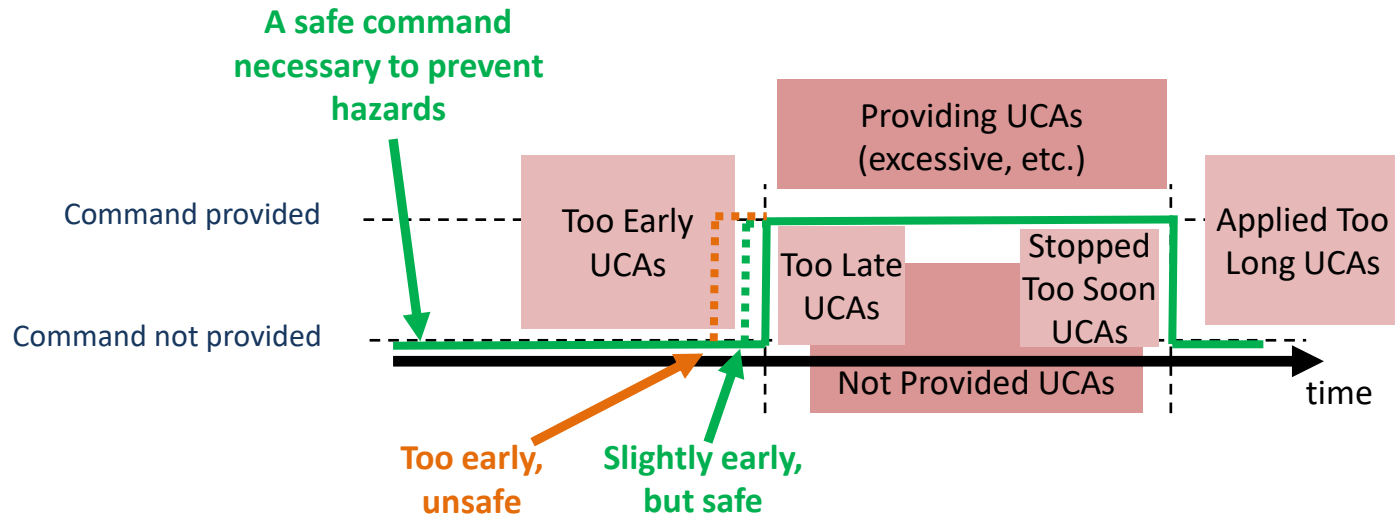 A safe command
necessary to prevent
hazards
Providing UCAs
(excessive, etc.)
Command provided
Too Early
UCAs
Applied Too
Long UCAs
Too Late
UCAs
Stopped
Too Soon
UCAs
Command not provided
Not Provided UCAs
time
Too early,
unsafe
Slightly early,
but safe